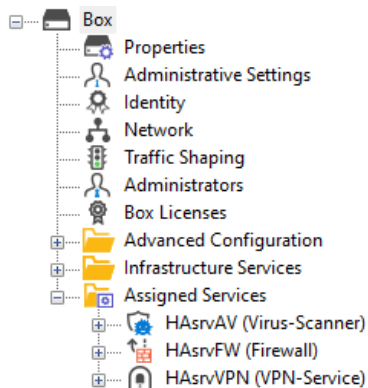 Box
Properties
Administrative Settings
Identity
Network
Traffic Shaping
Administrators
Box Licenses
Advanced Configuration
Infrastructure Services
Assigned Services
HAsrvAV (Virus-Scanner)
HAsrvFW (Firewall)
HAsrvVPN (VPN-Service)